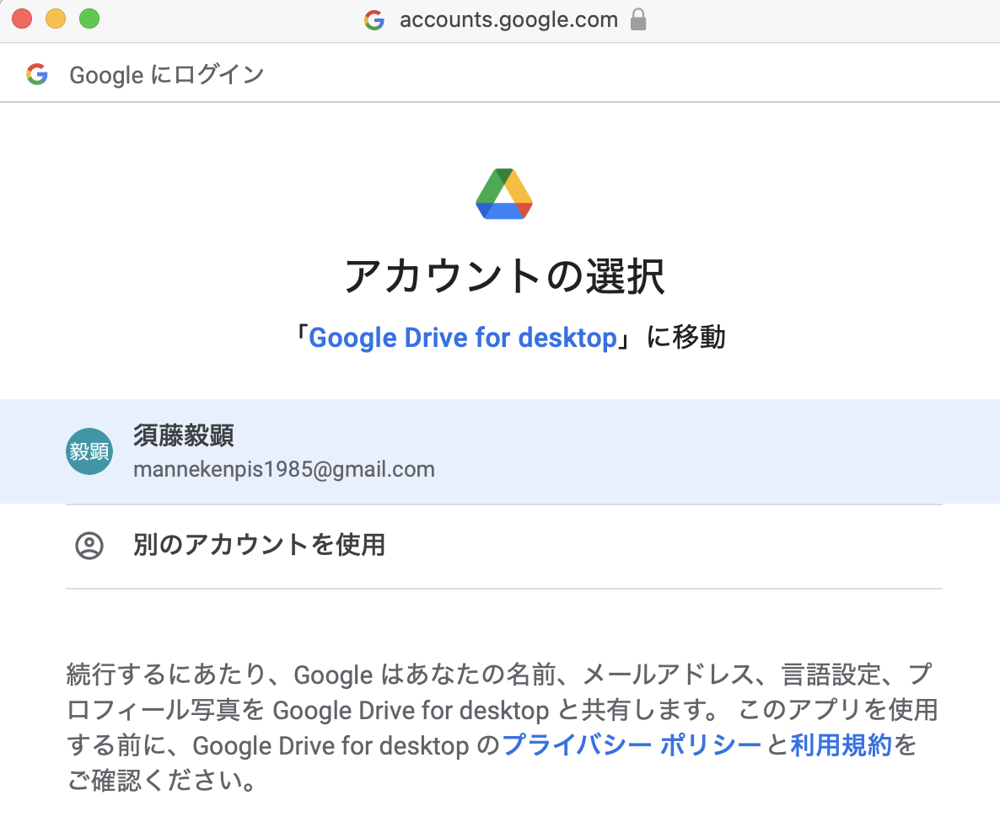 accounts.google.com
Google にログイン
アカウントの選択
「Google Drive for desktop」に移動
毅顕
須藤毅顕
mannekenpis1985@gmail.com
別のアカウントを使用
続行するにあたり、Google はあなたの名前、メールアドレス、言語設定、プ
ロフィール写真を Google Drive for desktop と共有します。 このアプリを使用
する前に、Google Drive for desktop のプライバシー ポリシーと利用規約を
ご確認ください。